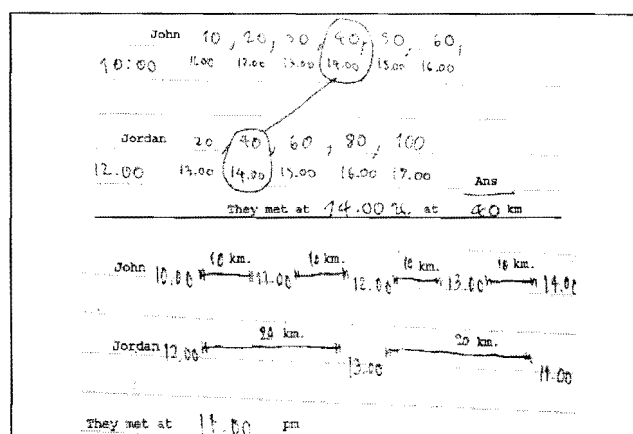 John 10, 20, 30, 40, 50, 60,
10:00 11.00 12.00 13.00 14.00 15.00 16.00
Jordan 20, 40, 60, 80, 100
12.00 13.00 14.00 15.00 16.00 17.00
Ans
They met at 14.00 น. at 40 km
10 km. 10 km. 10 km. 10 km.
John 10.00 11.00 12.00 13.00 14.00
20 km. 20 km.
Jordan 12.00 13.00 14.00
They met at 14.00 pm